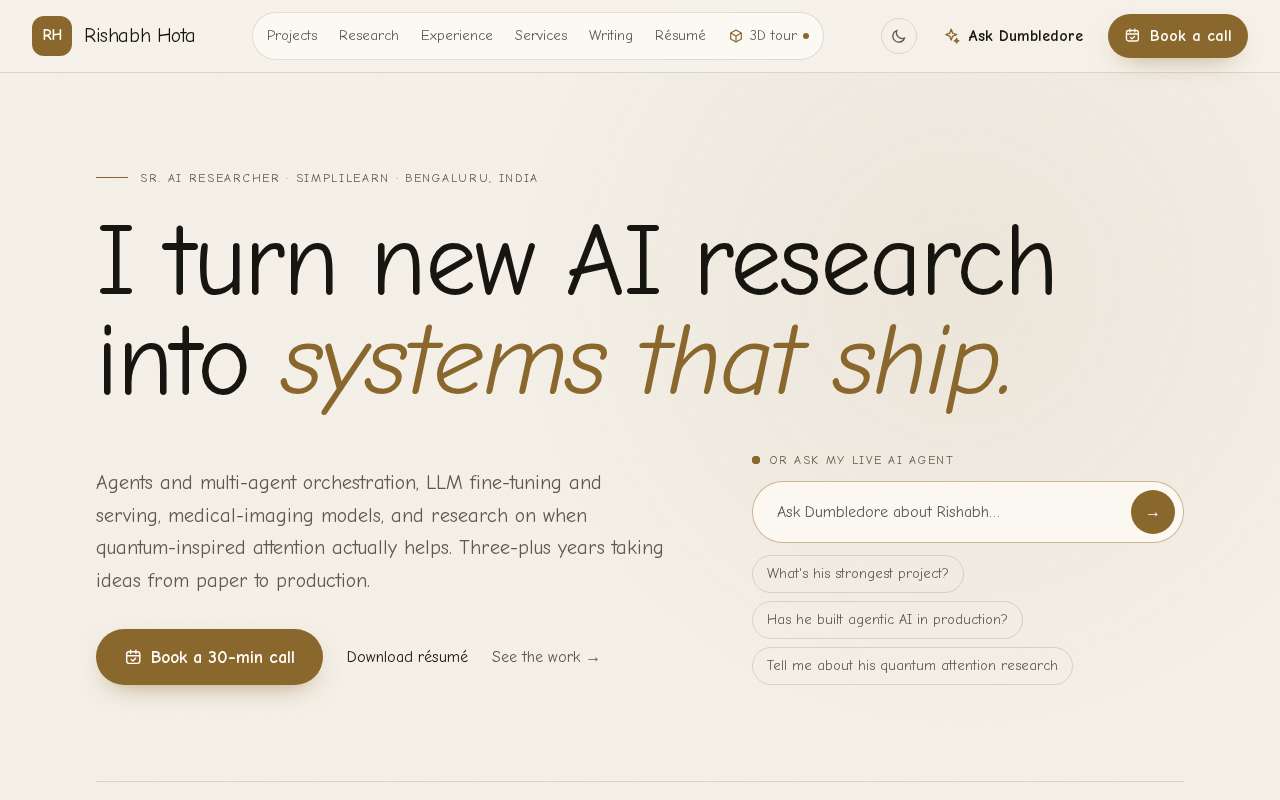 RH
Rishabh Hota
Projects
Research
Experience
Services
Writing
Résumé
3D tour
Ask Dumbledore
Book a call
SR. AI RESEARCHER · SIMPLILEARN · BENGALURU, INDIA
I turn new AI research
into systems that ship.
Agents and multi-agent orchestration, LLM fine-tuning and
serving, medical-imaging models, and research on when
quantum-inspired attention actually helps. Three-plus years taking
ideas from paper to production.
Book a 30-min call
Download résumé
See the work →
OR ASK MY LIVE AI AGENT
Ask Dumbledore about Rishabh...
→
What's his strongest project?
Has he built agentic AI in production?
Tell me about his quantum attention research